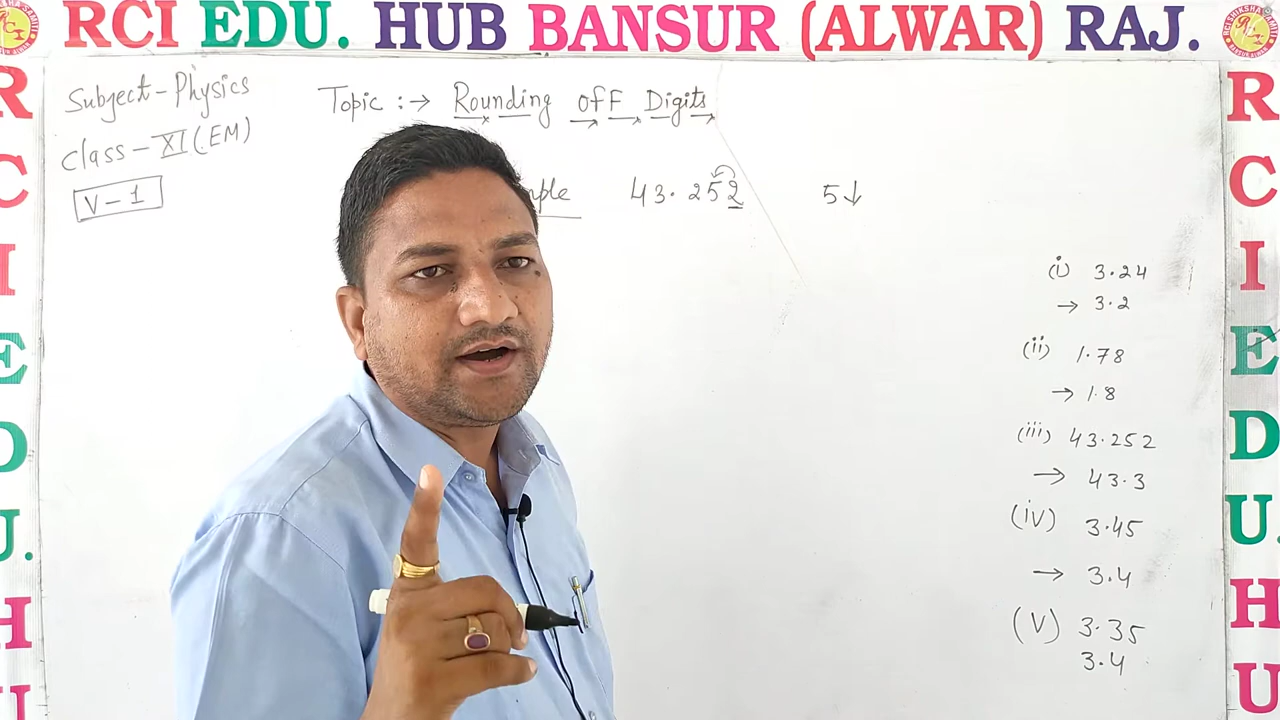 RCI EDU. HUB BANSUR (ALWAR) RAJ.
Subject - Physics
Class - XI (EM)
V-1
Topic :→ Rounding off Digits
43.252
5↓
(i) 3.24
→ 3.2
(ii) 1.78
→ 1.8
(iii) 43.252
→ 43.3
(iv) 3.45
→ 3.4
(V) 3.35
3.4
R
C
I
E
D
U.
H
U
R
C
I
E
D
U.
H
U